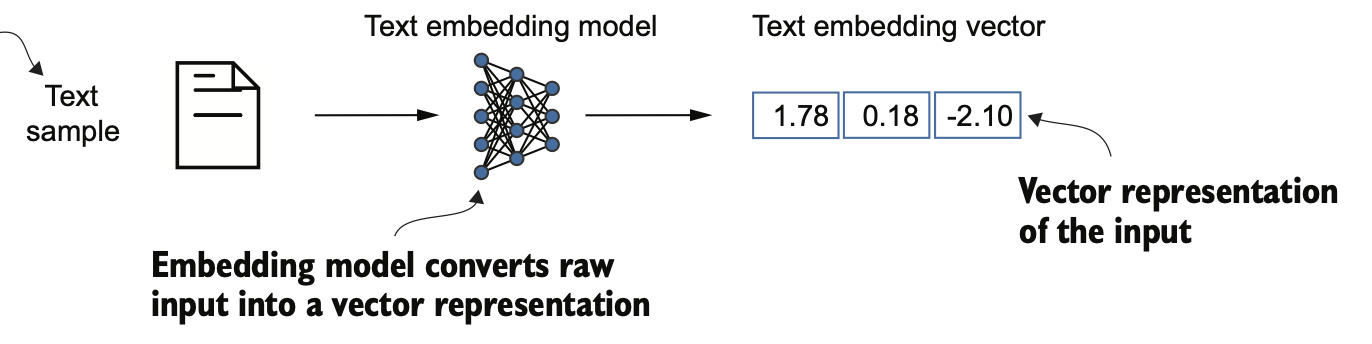 Text embedding model
Text embedding vector
Text
sample
1.78 0.18 -2.10
Vector representation
of the input
Embedding model converts raw
input into a vector representation